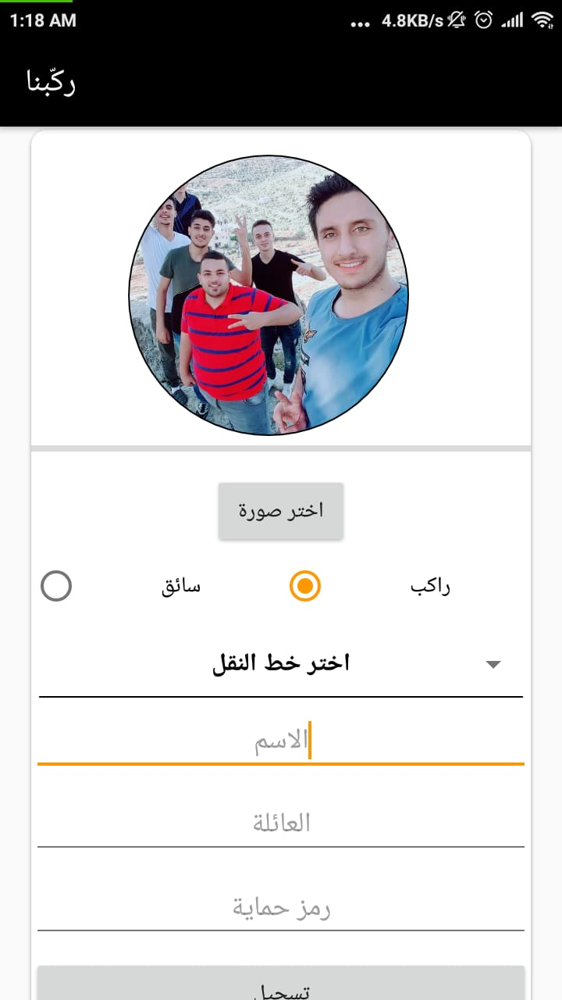 1:18 AM ... 4.8KB/s
ركّبنا
اختر صورة
راكب
سائق
اختر خط النقل
الاسم
العائلة
رمز حماية
تسجيل